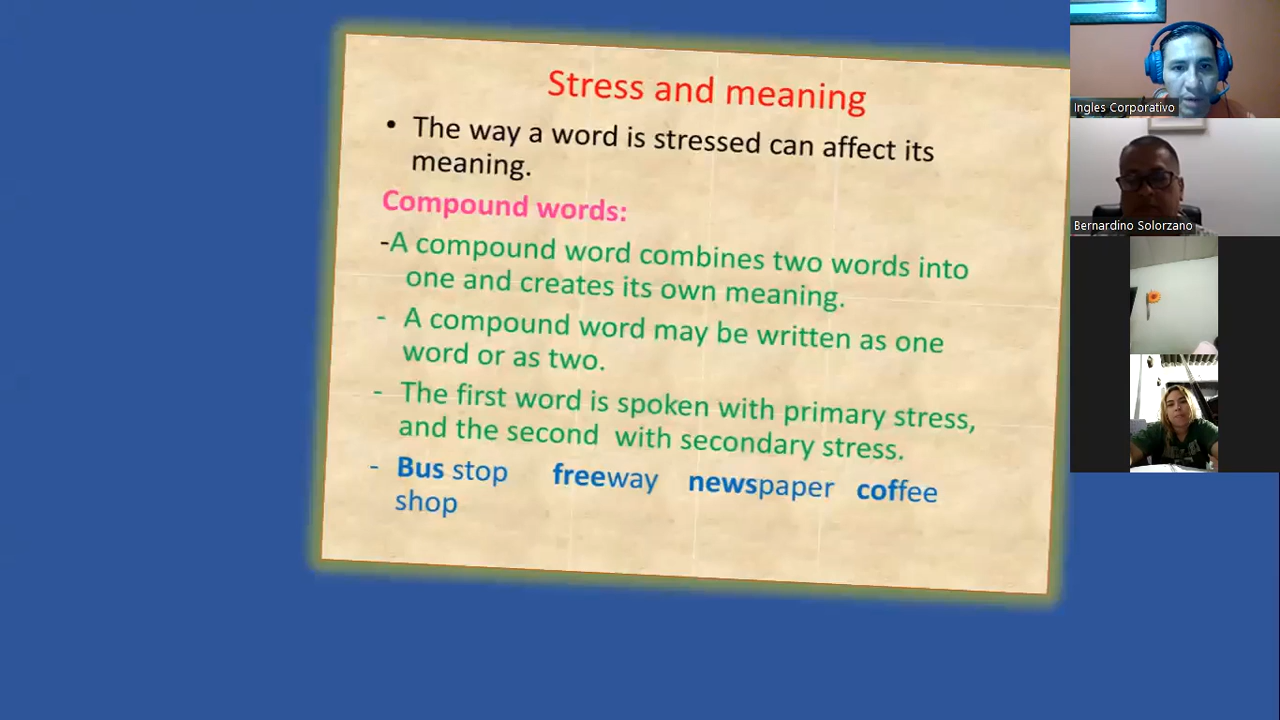 Stress and meaning
• The way a word is stressed can affect its
meaning.
Compound words:
-A compound word combines two words into
one and creates its own meaning.
- A compound word may be written as one
word or as two.
- The first word is spoken with primary stress,
and the second with secondary stress.
- Bus stop freeway newspaper coffee
shop
Ingles Corporativo
Bernardino Solorzano